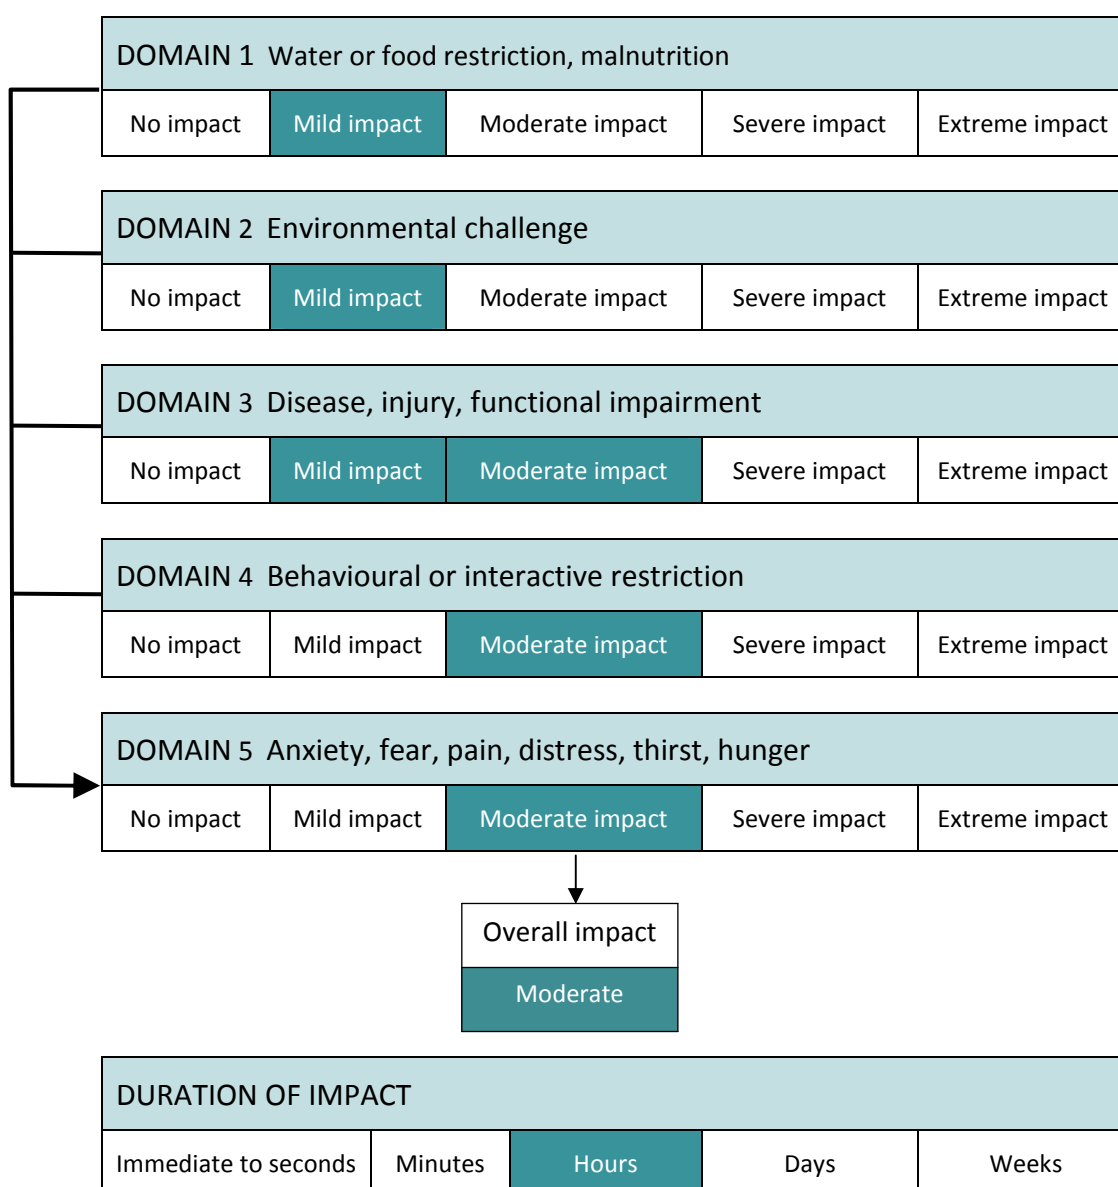 DOMAIN 1 Water or food restriction, malnutrition
No impact Mild impact Moderate impact Severe impact Extreme impact
DOMAIN 2 Environmental challenge
No impact Mild impact Moderate impact Severe impact Extreme impact
DOMAIN 3 Disease, injury, functional impairment
No impact Mild impact Moderate impact Severe impact Extreme impact
DOMAIN 4 Behavioural or interactive restriction
No impact Mild impact Moderate impact Severe impact Extreme impact
DOMAIN 5 Anxiety, fear, pain, distress, thirst, hunger
No impact Mild impact Moderate impact Severe impact Extreme impact
Overall impact
Moderate
DURATION OF IMPACT
Immediate to seconds Minutes Hours Days Weeks